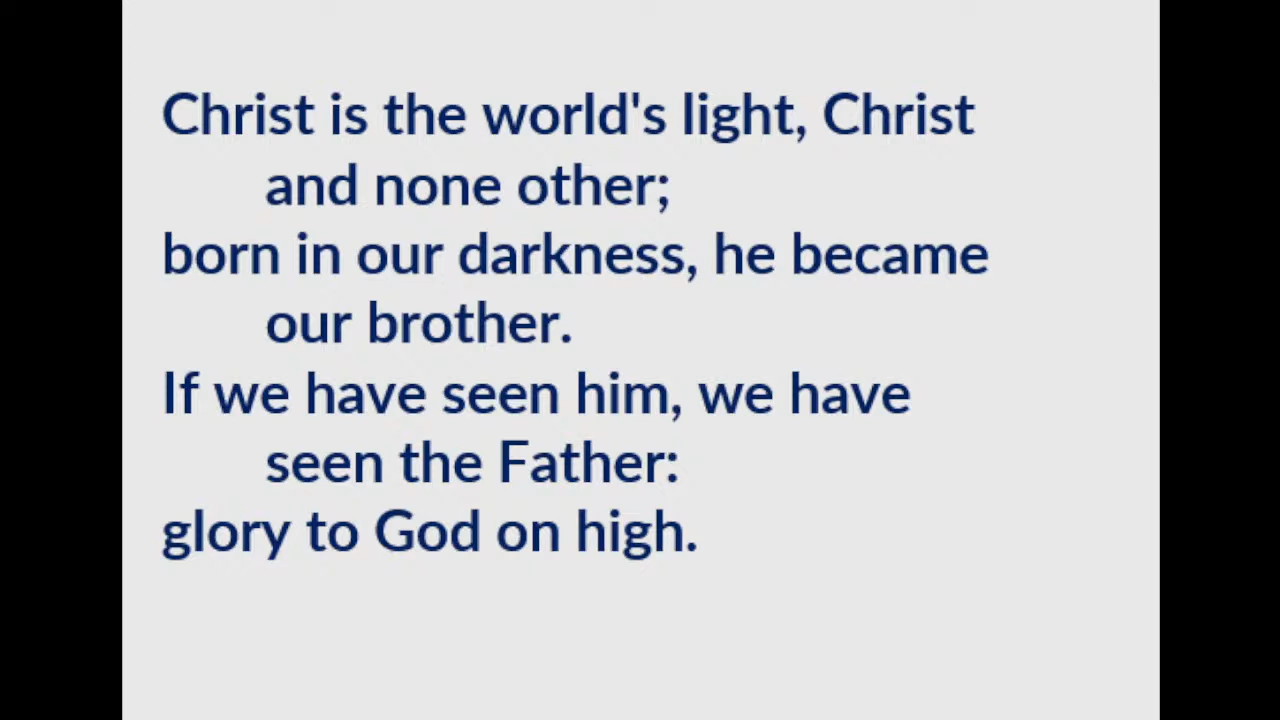 Christ is the world's light, Christ
and none other;
born in our darkness, he became
our brother.
If we have seen him, we have
seen the Father:
glory to God on high.